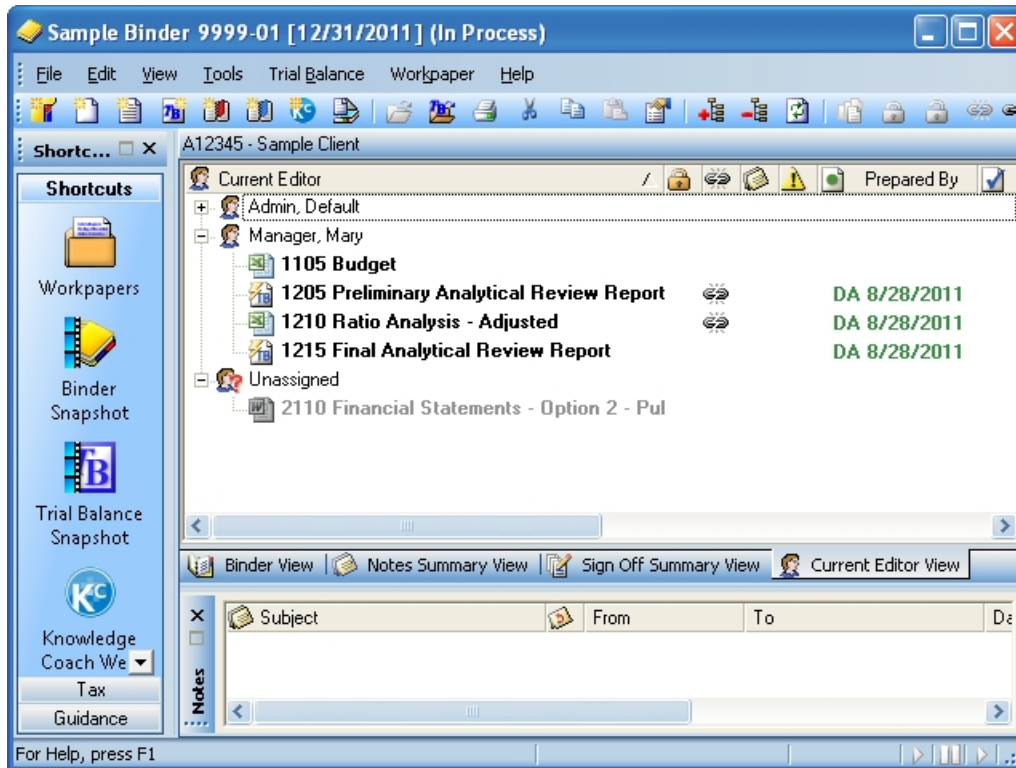 Sample Binder 9999-01 [12/31/2011] (In Process)
File Edit View Tools Trial Balance Workpaper Help
Shortc...
A12345 - Sample Client
Shortcuts
Current Editor / Prepared By
Admin, Default
Manager, Mary
1105 Budget
1205 Preliminary Analytical Review Report DA 8/28/2011
1210 Ratio Analysis - Adjusted DA 8/28/2011
1215 Final Analytical Review Report DA 8/28/2011
Unassigned
2110 Financial Statements - Option 2 - Pul
Workpapers
Binder
Snapshot
TB
Trial Balance
Snapshot
KC
Knowledge
Coach We
Tax
Guidance
Binder View Notes Summary View Sign Off Summary View Current Editor View
Subject From To Da
Notes
For Help, press F1